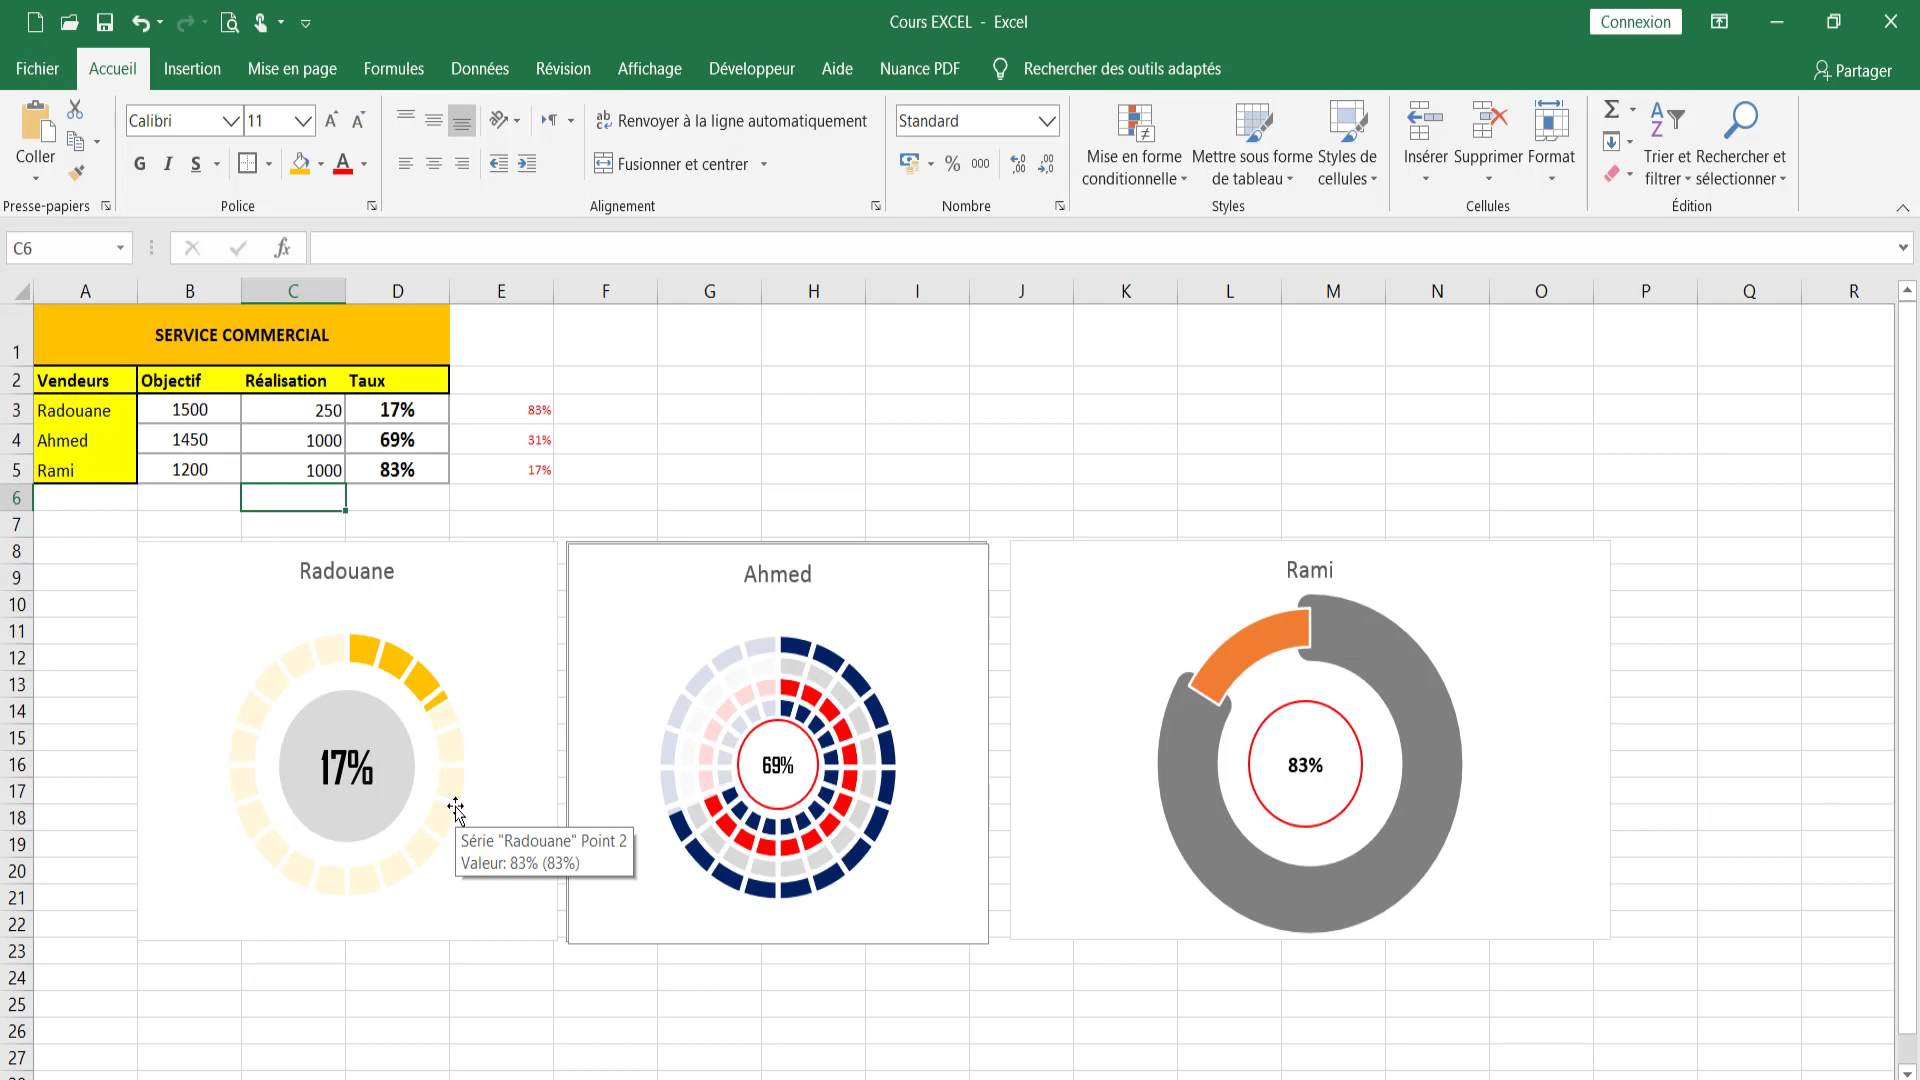 Cours EXCEL - Excel
Connexion
Fichier Accueil Insertion Mise en page Formules Données Révision Affichage Développeur Aide Nuance PDF Rechercher des outils adaptés Partager
Coller
Presse-papiers
Calibri 11
G I S A
Police
Renvoyer à la ligne automatiquement
Fusionner et centrer
Alignement
Standard
% 000
Nombre
Mise en forme conditionnelle
Mettre sous forme de tableau
Styles de cellules
Styles
Insérer Supprimer Format
Cellules
Trier et filtrer
Rechercher et sélectionner
Édition
C6 fx
A B C D E F G H I J K L M N O P Q R
1 SERVICE COMMERCIAL
2 Vendeurs Objectif Réalisation Taux
3 Radouane 1500 250 17% 83%
4 Ahmed 1450 1000 69% 31%
5 Rami 1200 1000 83% 17%
6
7
8
9
10
11
12
13
14
15
16
17
18
19
20
21
22
23
24
25
26
27
Radouane
17%
Série "Radouane" Point 2
Valeur: 83% (83%)
Ahmed
69%
Rami
83%